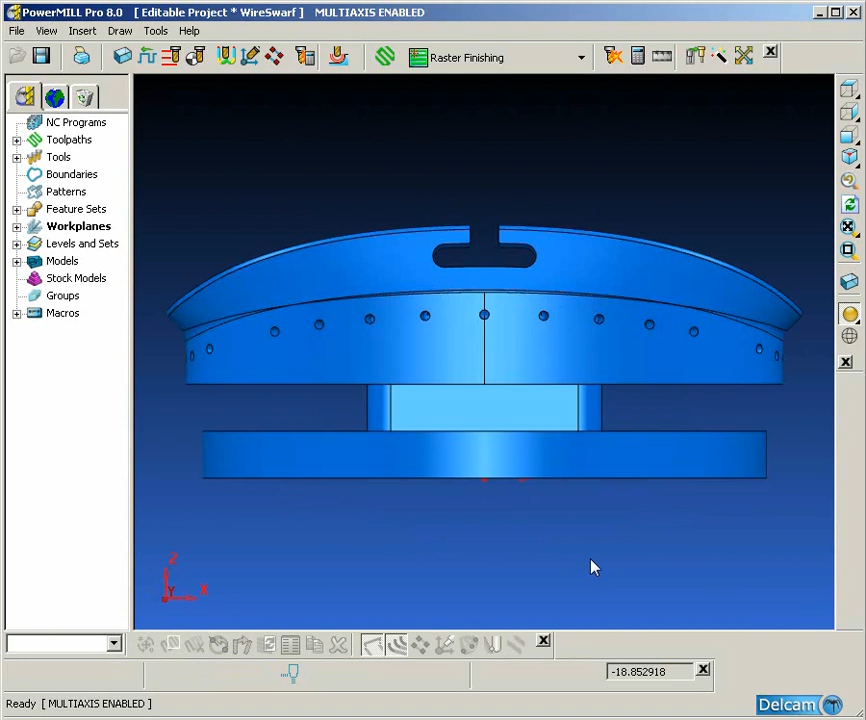 PowerMILL Pro 8.0 [ Editable Project * WireSwarf ] MULTIAXIS ENABLED
File View Insert Draw Tools Help
Raster Finishing
NC Programs
Toolpaths
Tools
Boundaries
Patterns
Feature Sets
Workplanes
Levels and Sets
Models
Stock Models
Groups
Macros
Z
Y X
-18.852918
Ready [ MULTIAXIS ENABLED ]
Delcam